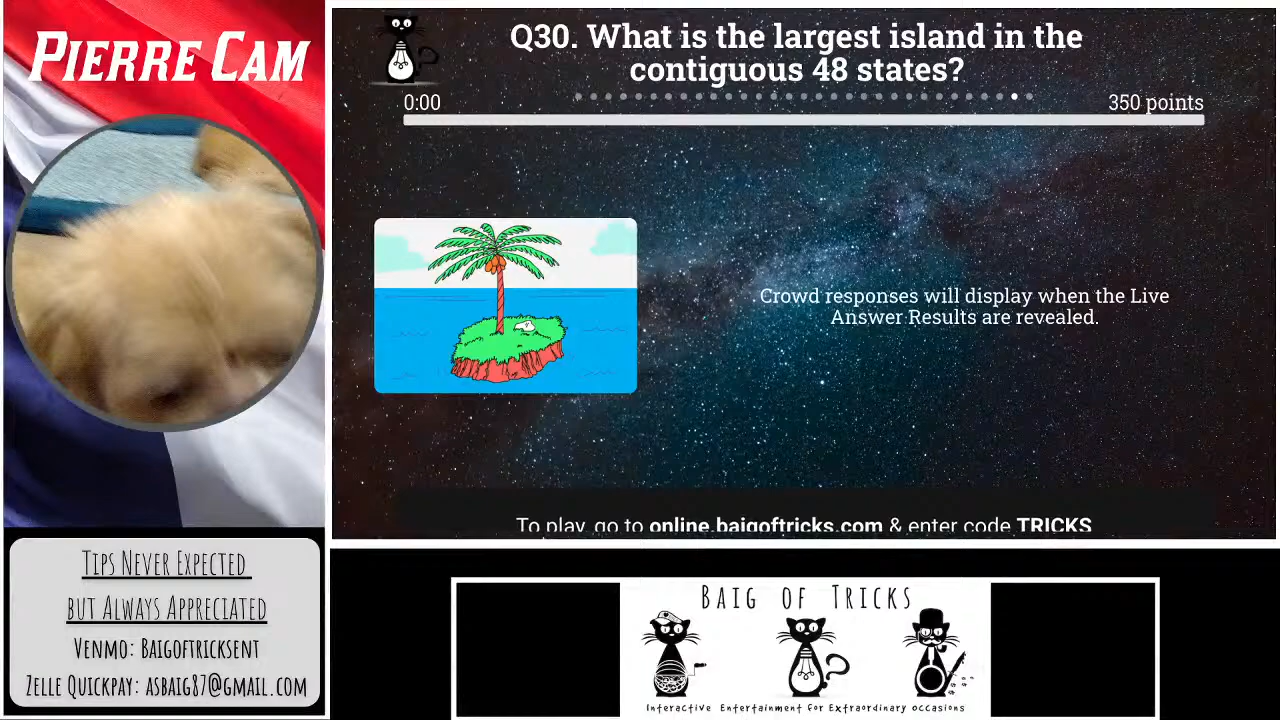 PIERRE CAM
Q30. What is the largest island in the
contiguous 48 states?
0:00
350 points
Crowd responses will display when the Live
Answer Results are revealed.
To play, go to online.baigoftricks.com & enter code TRICKS
TIPS NEVER EXPECTED
BUT ALWAYS APPRECIATED
VENMO: BAIGOFTRICKSENT
ZELLE QUICKPAY: ASBAIG87@GMAIL.COM
BAIG OF TRICKS
Interactive Entertainment for Extraordinary Occasions